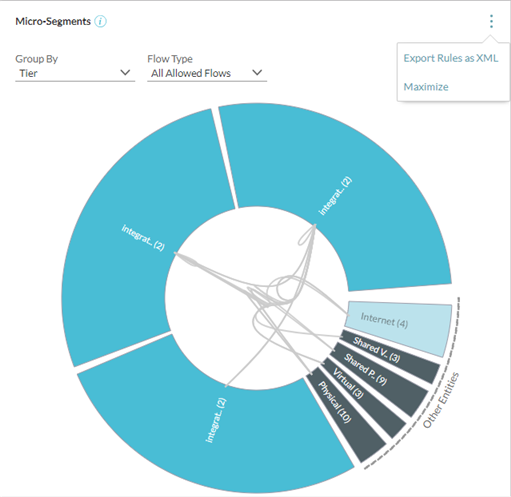 Micro-Segments i
Export Rules as XML
Maximize
Group By
Tier
Flow Type
All Allowed Flows
integrat.. (2)
integrat.. (2)
integrat.. (2)
Internet (4)
Shared V.. (3)
Shared P.. (9)
Virtual (3)
Physical (10)
Other Entities